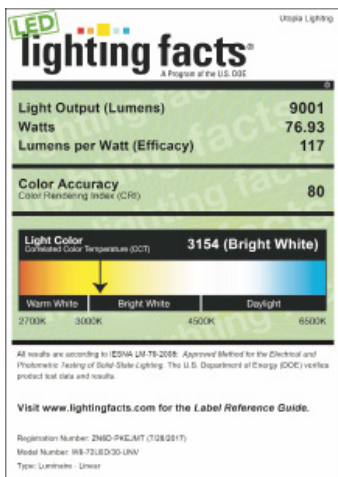 LED
Utopia Lighting
lighting facts®
A Program of the U.S. DOE
Light Output (Lumens) 9001
Watts 76.93
Lumens per Watt (Efficacy) 117
Color Accuracy 80
Color Rendering Index (CRI)
Light Color 3154 (Bright White)
Correlated Color Temperature (CCT)
Warm White Bright White Daylight
2700K 3000K 4500K 6500K
All results are according to IESNA LM-79-2008: Approved Method for the Electrical and
Photometric Testing of Solid-State Lighting. The U.S. Department of Energy (DOE) verifies
product test data and results.
Visit www.lightingfacts.com for the Label Reference Guide.
Registration Number: (7/28/2017)
Model Number:
Type: Luminaire - Linear